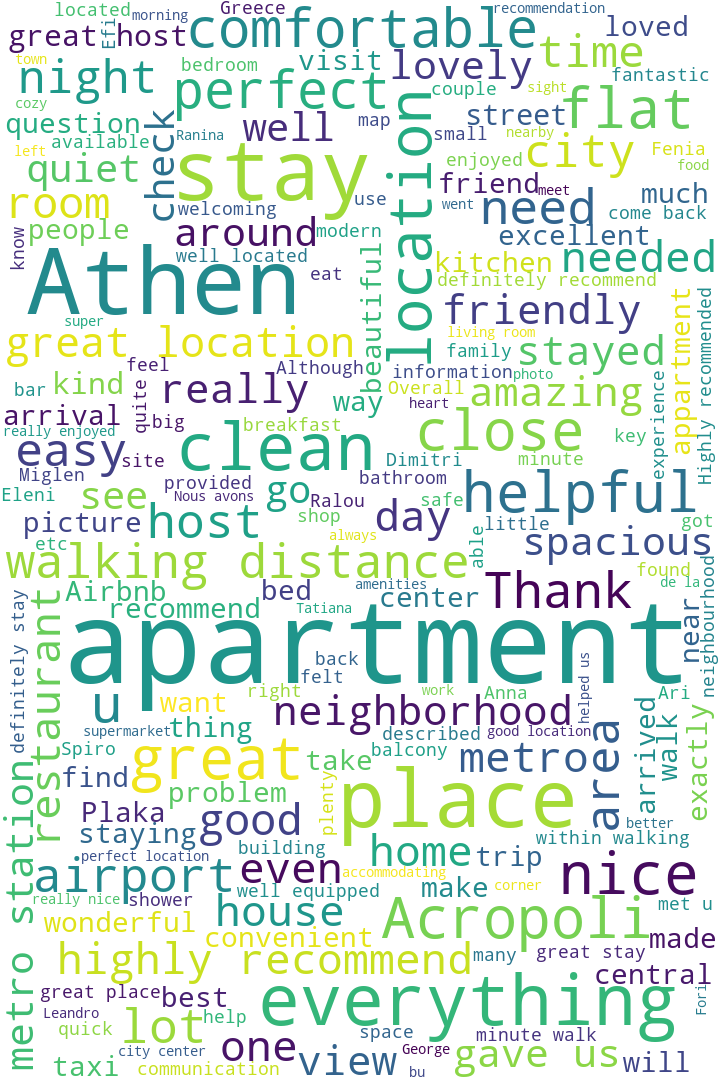 located
morning
Greece
recommendation
great host
Efi
comfortable
loved
town
night
bedroom
visit
lovely
time
fantastic
cozy
perfect
couple
sight
flat
question
check
Ranina
well
map
location
street
small
nearby
city
Fenia
available
left
quiet
stay
enjoyed
food
room
welcoming
use
friend
meet
need
much
went
come back
people
around
modern
excellent
know
well located
eat
beautiful
kitchen
needed
Athen
definitely recommend
super
friendly
appartment
Highly recommended
great location
living room
feel
Although
family
stayed
information
photo
bar
kind
quite
really
way
Overall
heart
amazing
experience
arrival
big
breakfast
close
key
really enjoyed
easy
site
clean
Dimitri
minute
Miglen
provided
bathroom
Eleni
see
Nous avons
go
Ralou
safe
helpful
got
picture
host
shop
day
little
always
able
spacious
etc
walking distance
found
Airbnb
bed
amenities
center
Thank
de la
near
neighbourhood
recommend
Tatiana
definitely stay
restaurant
apartment
back
felt
helped us
u
want
right
work
Anna
Ari
neighborhood
supermarket
thing
described
good location
area
arrived
walk
exactly
Spiro
great
take
balcony
metro
find
problem
plenty
place
Plaka
good
better
staying
building
within walking
metro station
perfect location
even
home
trip
airport
accommodating
nice
well equipped
make
corner
really nice
shower
house
met u
wonderful
convenient
Acropoli
made
highly recommend
many
great stay
central
great place
best
everything
Fori
Leandro
quick
lot
help
space
minute walk
one
city center
George
taxi
communication
view
bu
gave us
will